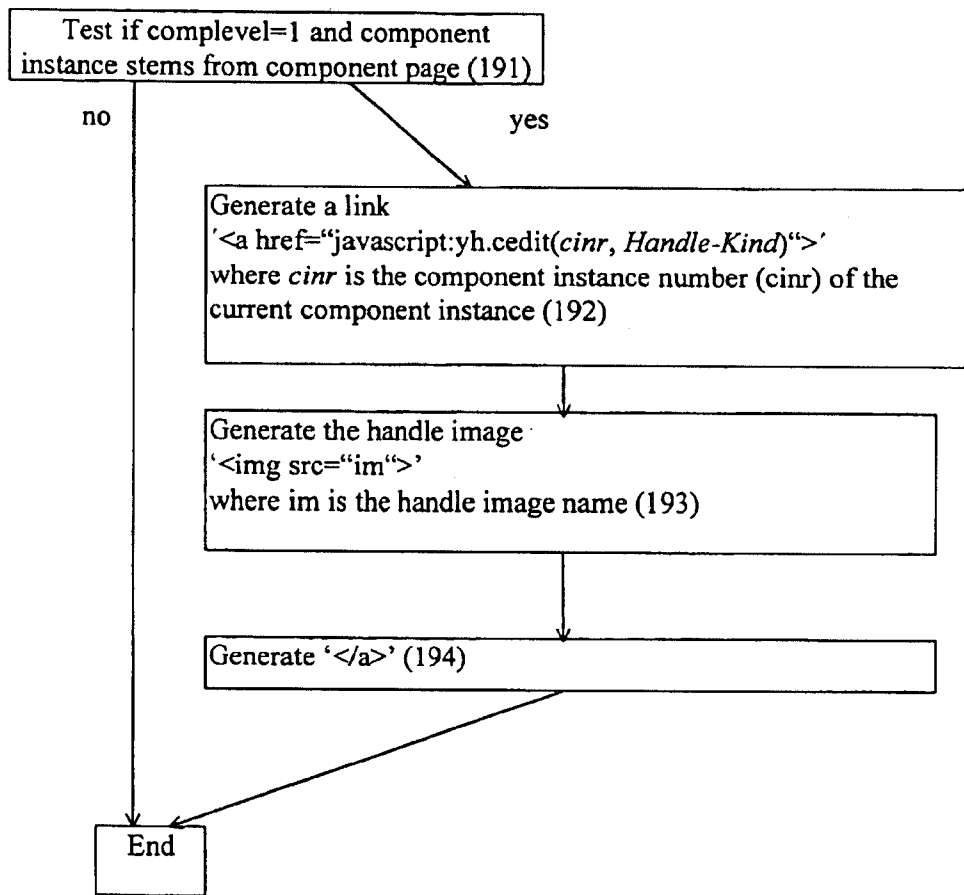 Test if complevel=1 and component
instance stems from component page (191)
no
yes
Generate a link
'<a href=“javascript:yh.cedit(cinr, Handle-Kind)“>'
where cinr is the component instance number (cinr) of the
current component instance (192)
Generate the handle image
‘<img src=“im“>’
where im is the handle image name (193)
Generate ‘</a>’ (194)
End